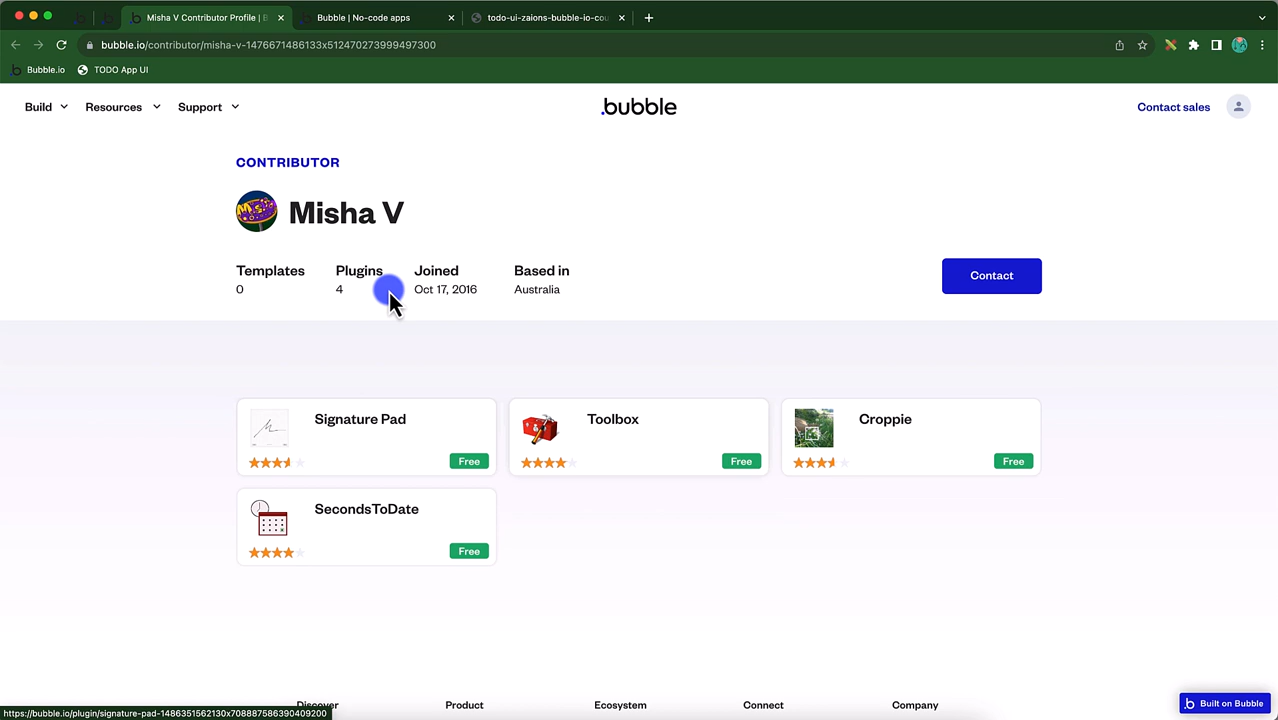 Misha V Contributor Profile | B
Bubble | No-code apps
todo-ui-zaions-bubble-io-cou
bubble.io/contributor/misha-v-1476671486133x512470273999497300
Bubble.io
TODO App UI
Build
Resources
Support
.bubble
Contact sales
CONTRIBUTOR
Misha V
Templates
Plugins
Joined
Based in
0
4
Oct 17, 2016
Australia
Contact
Signature Pad
Free
Toolbox
Free
Croppie
Free
SecondsToDate
Free
Discover
Product
Ecosystem
Connect
Company
https://bubble.io/plugin/signature-pad-1486351562130x708887586390409200
Built on Bubble